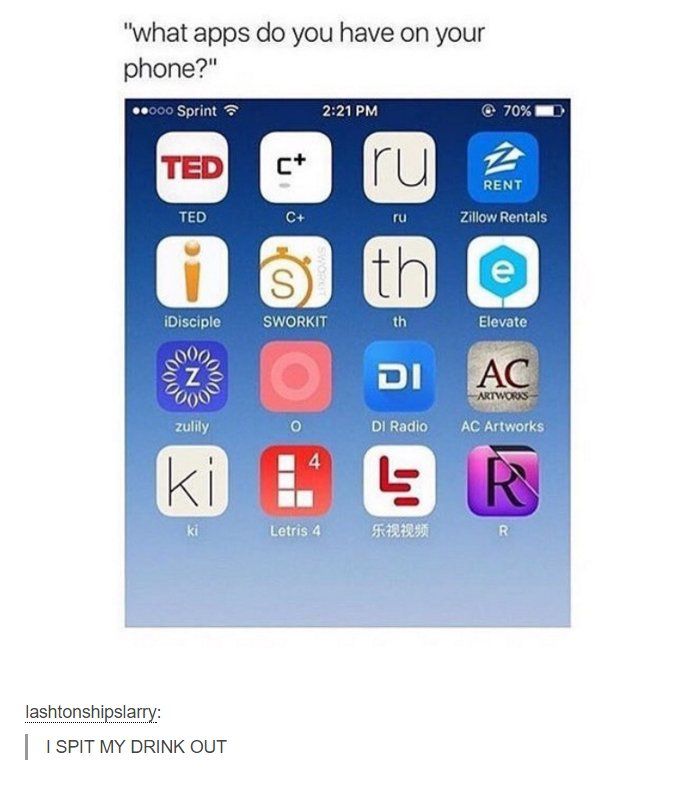 "what apps do you have on your
phone?"
Sprint 2:21 PM 70%
TED C+ ru Z RENT
TED C+ ru Zillow Rentals
i S SWORKIT th e
iDisciple SWORKIT th Elevate
Z O DI AC ARTWORKS
zulily O DI Radio AC Artworks
ki L 4 LE R
ki Letris 4 乐视视频 R
lashtonshipslarry:
I SPIT MY DRINK OUT